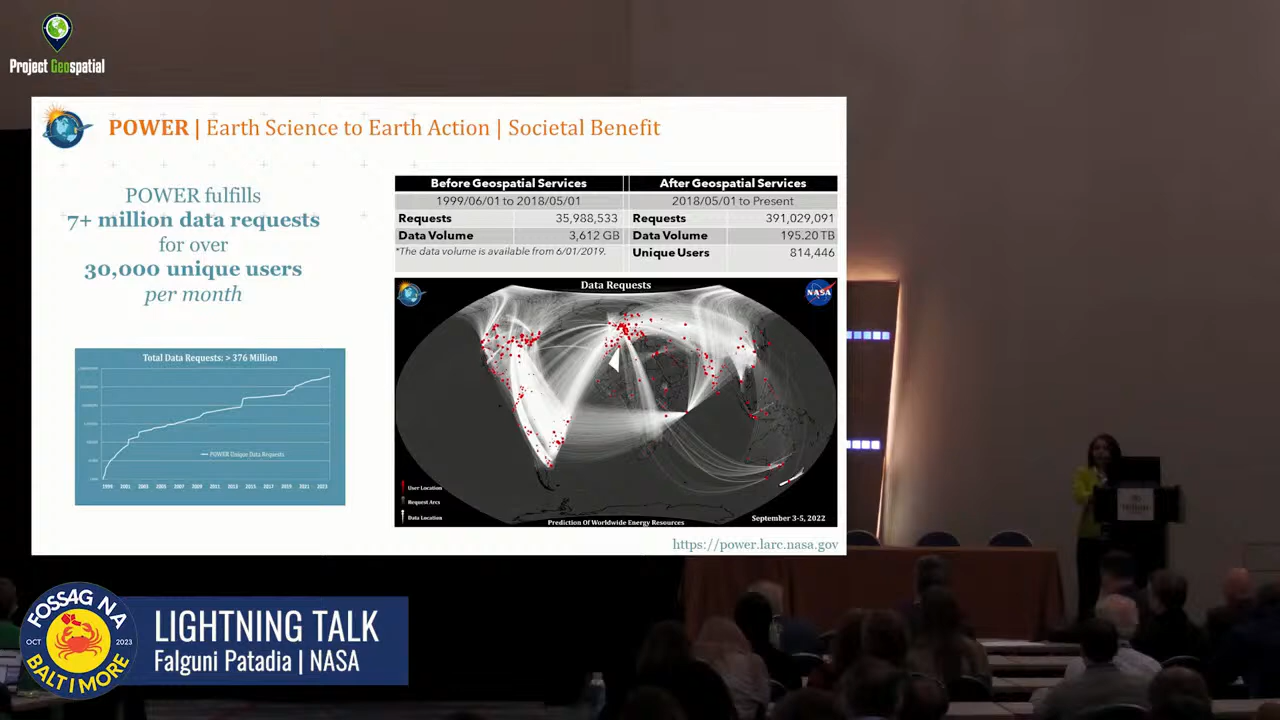 Project Geospatial
POWER | Earth Science to Earth Action | Societal Benefit
POWER fulfills
7+ million data requests
for over
30,000 unique users
per month
Before Geospatial Services
After Geospatial Services
1999/06/01 to 2018/05/01
2018/05/01 to Present
Requests 35,988,533
Requests 391,029,091
Data Volume 3,612 GB
Data Volume 195.20 TB
*The data volume is available from 6/01/2019.
Unique Users 814,446
Total Data Requests: > 376 Million
POWER Unique Data Requests
1999 2001 2003 2005 2007 2009 2011 2013 2015 2017 2019 2021 2023
Data Requests
NASA
User Location
Request Arcs
Data Location
Prediction Of Worldwide Energy Resources
September 3-5, 2022
https://power.larc.nasa.gov
FOSS4G NA
OCT 2023
BALTIMORE
LIGHTNING TALK
Falguni Patadia | NASA